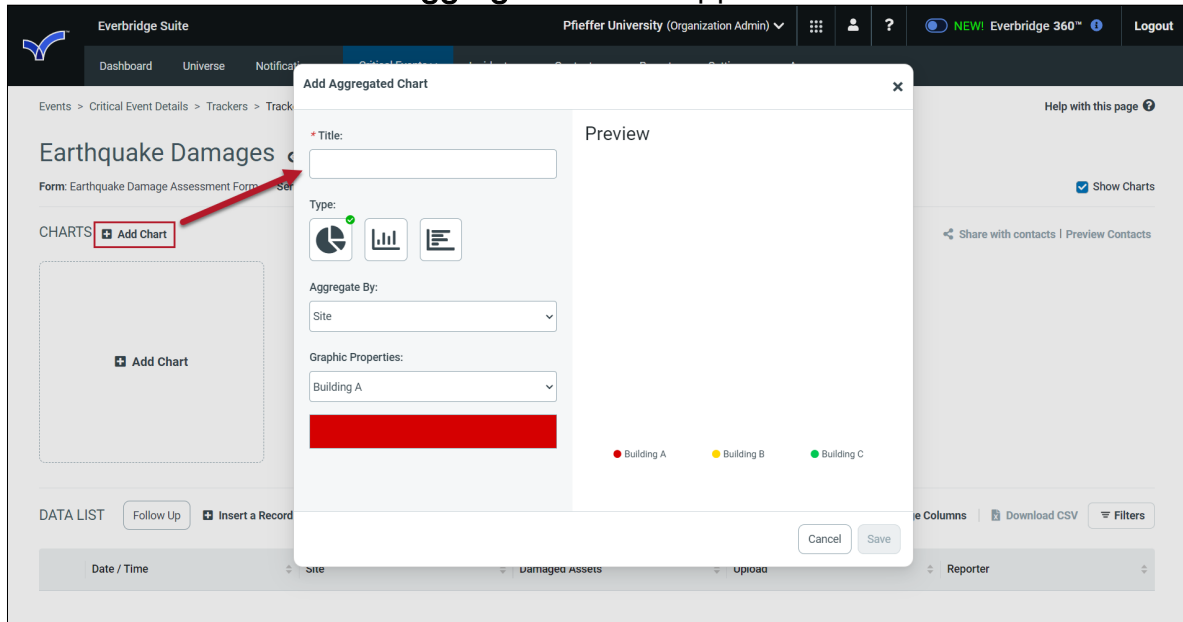 Everbridge Suite
Pfieffer University (Organization Admin)
?
NEW! Everbridge 360™
Logout
Dashboard Universe
Events > Critical Event Details > Trackers >
Help with this page
Earthquake Damages
Form: Earthquake Damage Assessment Form
Show Charts
CHARTS Add Chart
Share with contacts | Preview Contacts
Add Chart
Add Aggregated Chart
* Title:
Type:
Aggregate By:
Site
Graphic Properties:
Building A
Preview
Building A Building B Building C
Cancel Save
DATA LIST Follow Up Insert a Record
Columns Download CSV Filters
Date / Time Site Damaged Assets Upload Reporter